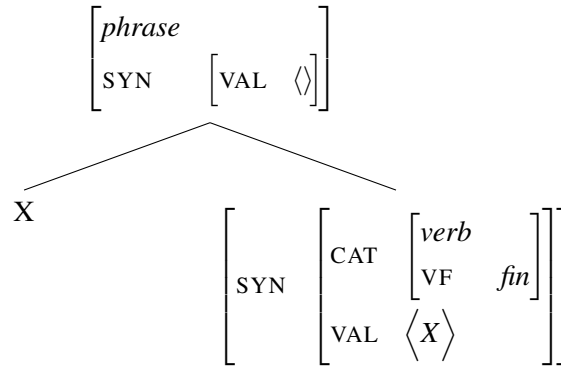 phrase
SYN [VAL ⟨⟩]
X
SYN
CAT
verb
VF fin
VAL ⟨X⟩